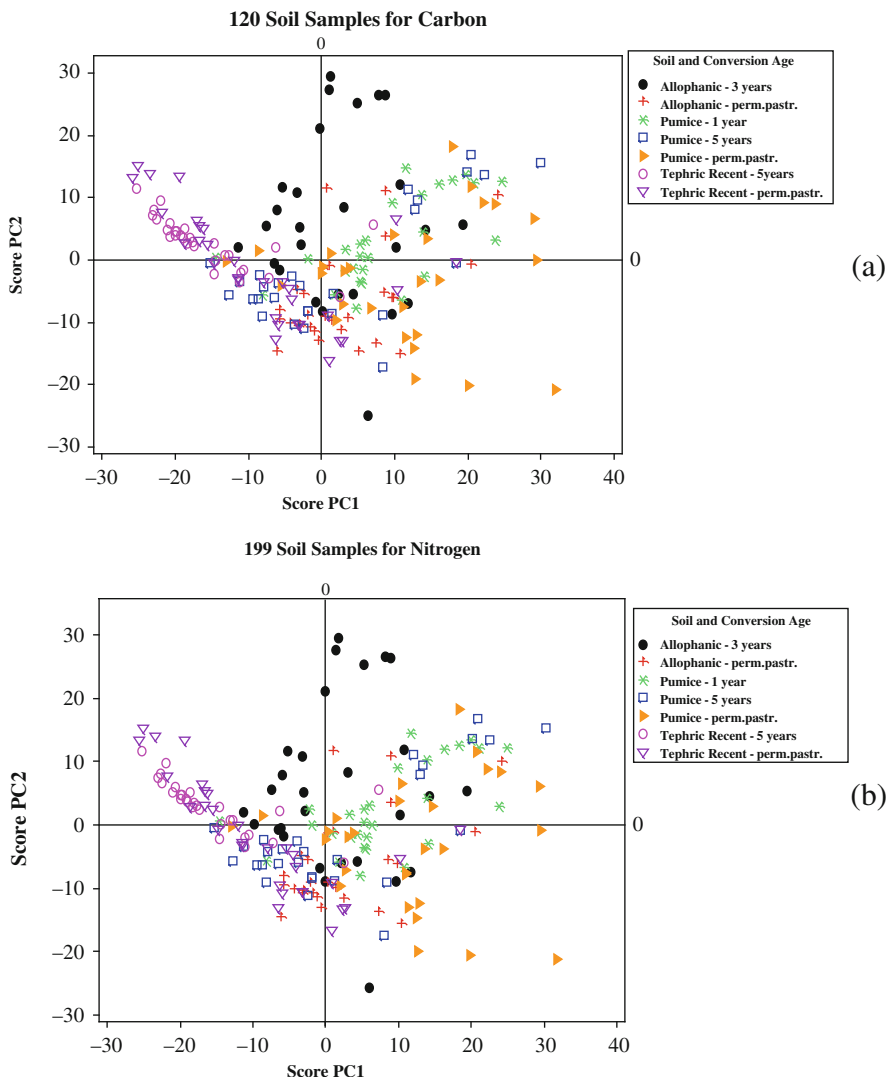 120 Soil Samples for Carbon
0
30
20
10
0
−10
−20
−30
Score PC2
−30 −20 −10 0 10 20 30 40
Score PC1
0
Soil and Conversion Age
Allophanic - 3 years
Allophanic - perm.pastr.
Pumice - 1 year
Pumice - 5 years
Pumice - perm.pastr.
Tephric Recent - 5years
Tephric Recent - perm.pastr.
(a)
199 Soil Samples for Nitrogen
0
30
20
10
0
−10
−20
−30
Score PC2
−30 −20 −10 0 10 20 30 40
Score PC1
0
Soil and Conversion Age
Allophanic - 3 years
Allophanic - perm.pastr.
Pumice - 1 year
Pumice - 5 years
Pumice - perm.pastr.
Tephric Recent - 5 years
Tephric Recent - perm.pastr.
(b)